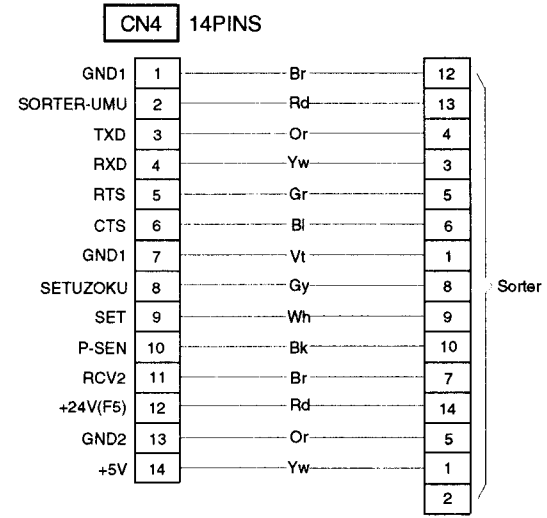 CN4 14PINS
GND1 1 Br 12
SORTER-UMU 2 Rd 13
TXD 3 Or 4
RXD 4 Yw 3
RTS 5 Gr 5
CTS 6 Bl 6
GND1 7 Vt 1
SETUZOKU 8 Gy 8 Sorter
SET 9 Wh 9
P-SEN 10 Bk 10
RCV2 11 Br 7
+24V(F5) 12 Rd 14
GND2 13 Or 5
+5V 14 Yw 1
2